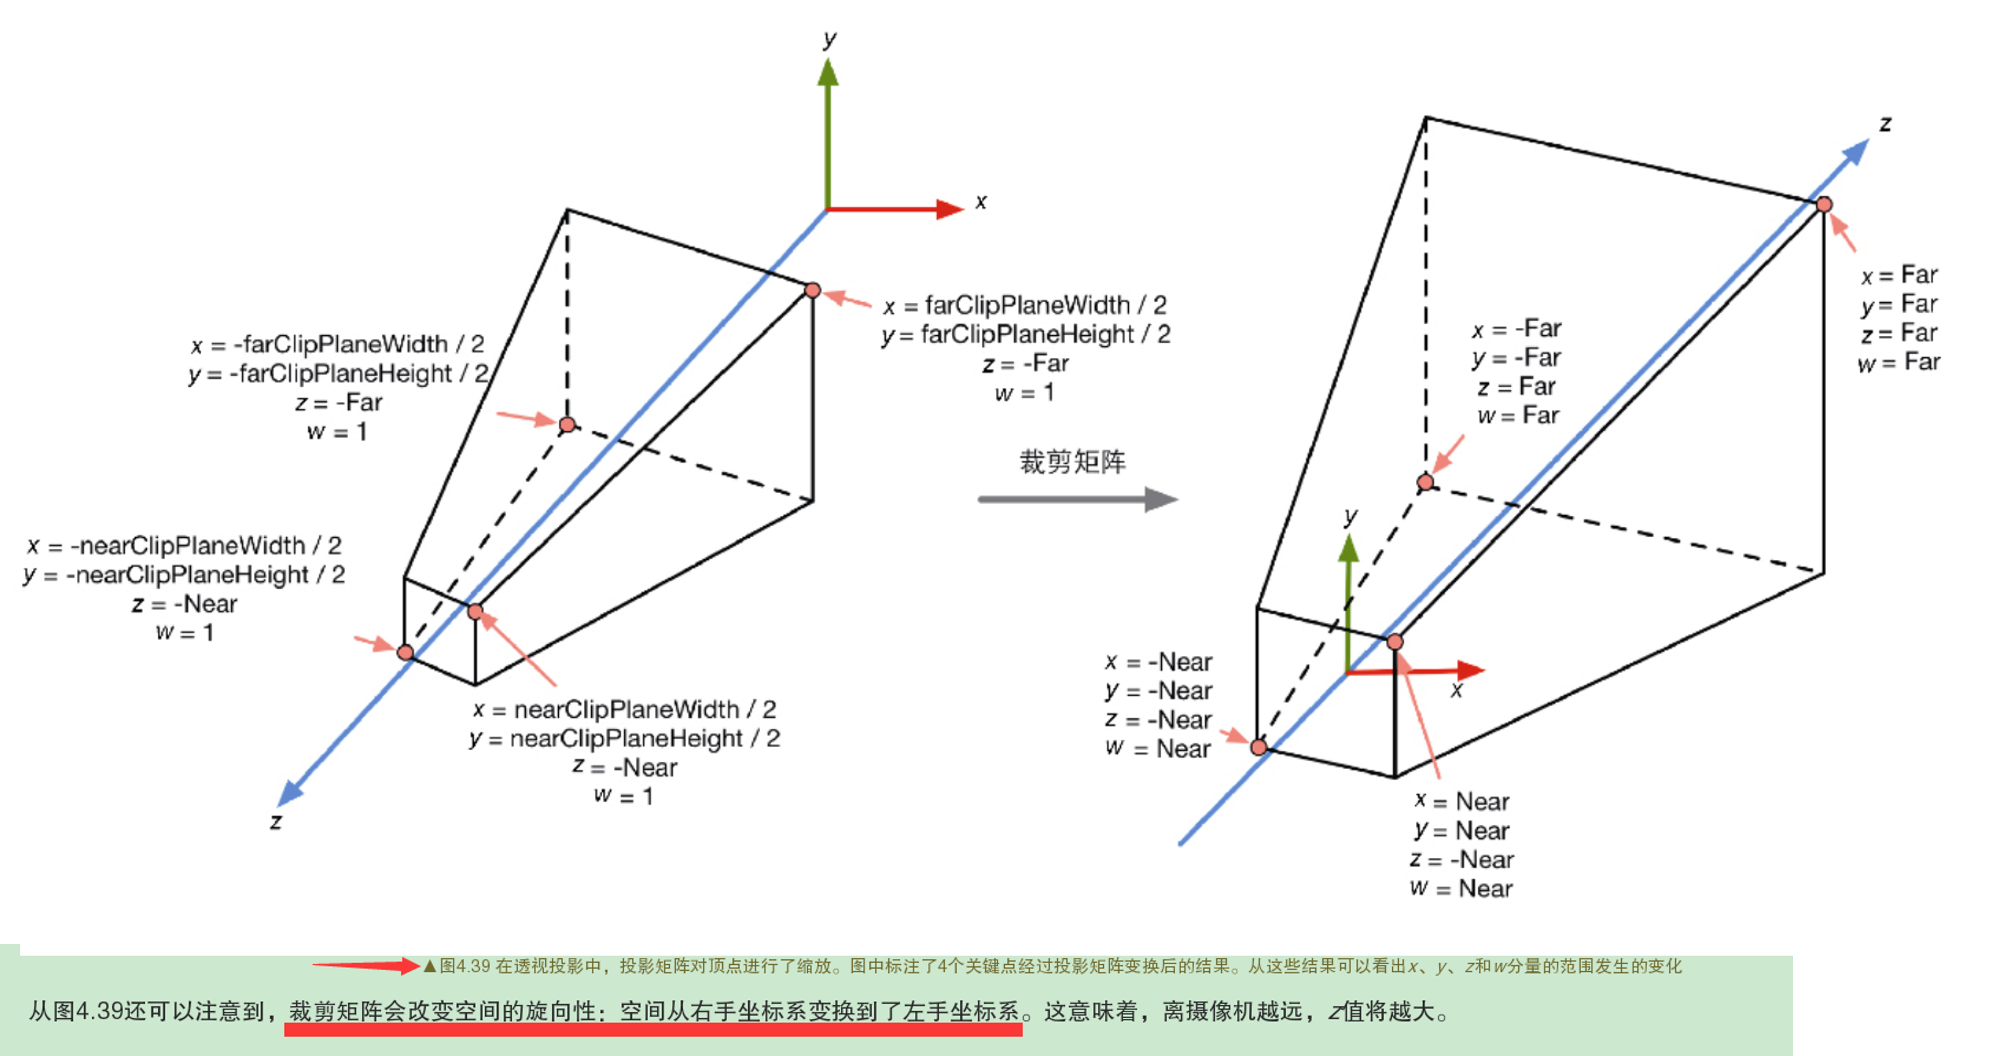 y
x
z
x = -farClipPlaneWidth / 2
y = -farClipPlaneHeight / 2
z = -Far
w = 1
x = farClipPlaneWidth / 2
y = farClipPlaneHeight / 2
z = -Far
w = 1
x = -nearClipPlaneWidth / 2
y = -nearClipPlaneHeight / 2
z = -Near
w = 1
x = nearClipPlaneWidth / 2
y = nearClipPlaneHeight / 2
z = -Near
w = 1
裁剪矩阵
z
x = Far
y = Far
z = Far
w = Far
x = -Far
y = -Far
z = Far
w = Far
y
x
x = -Near
y = -Near
z = -Near
w = Near
x = Near
y = Near
z = -Near
w = Near
▲图4.39 在透视投影中，投影矩阵对顶点进行了缩放。图中标注了4个关键点经过投影矩阵变换后的结果。从这些结果可以看出x、y、z和w分量的范围发生的变化
从图4.39还可以注意到，裁剪矩阵会改变空间的旋向性：空间从右手坐标系变换到了左手坐标系。这意味着，离摄像机越远，z值将越大。